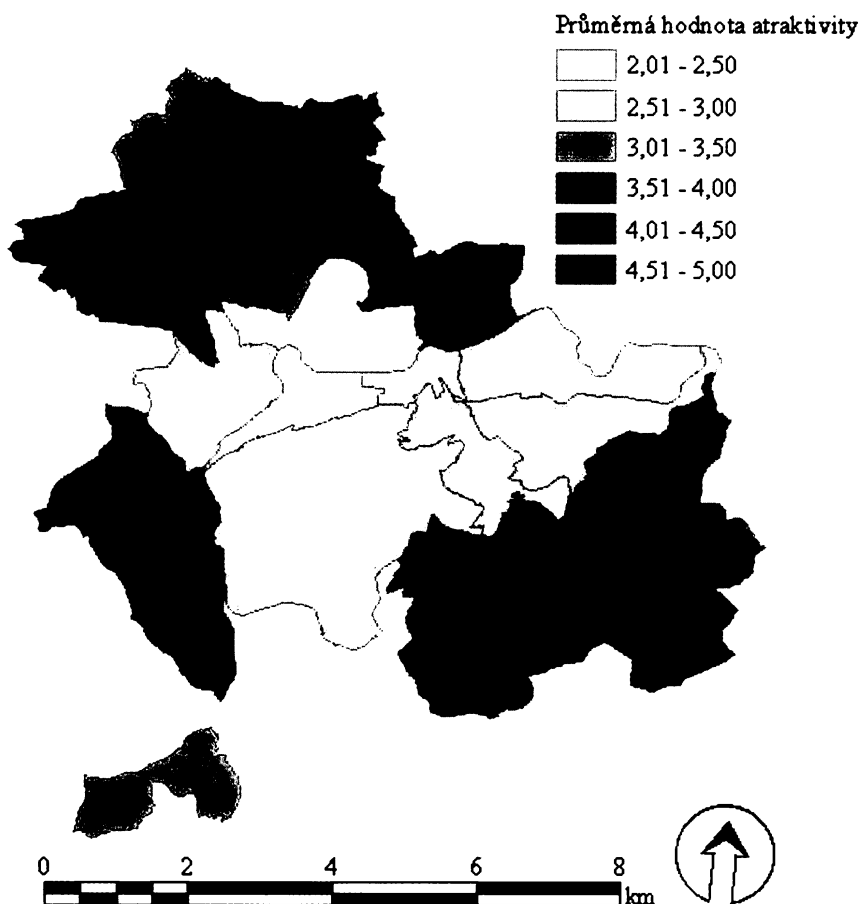 Průměrná hodnota atraktivity
2,01 - 2,50
2,51 - 3,00
3,01 - 3,50
3,51 - 4,00
4,01 - 4,50
4,51 - 5,00
0 2 4 6 8
km